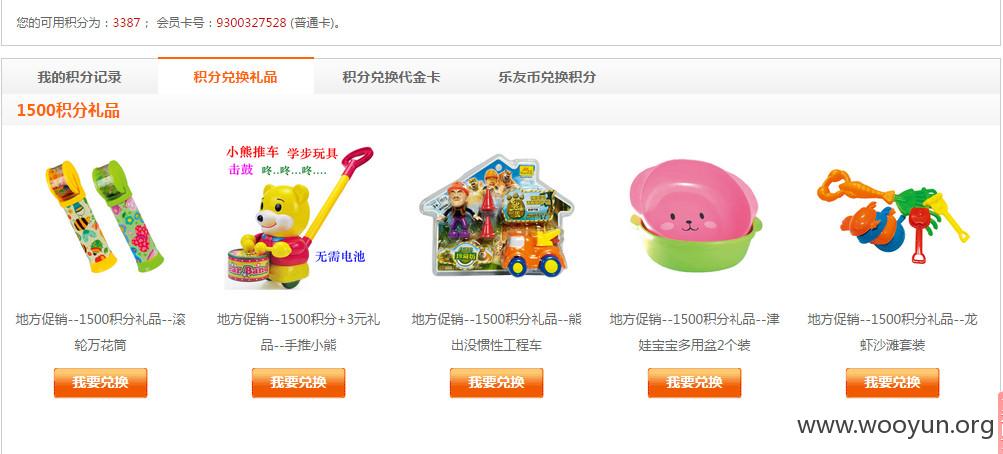 您的可用积分为：3387； 会员卡号：9300327528 (普通卡)。
我的积分记录 积分兑换礼品 积分兑换代金卡 乐友币兑换积分
1500积分礼品
小熊推车 学步玩具
击鼓 咚..咚...咚....
无需电池
地方促销--1500积分礼品--滚
轮万花筒
地方促销--1500积分+3元礼
品--手推小熊
地方促销--1500积分礼品--熊
出没惯性工程车
地方促销--1500积分礼品--津
娃宝宝多用盆2个装
地方促销--1500积分礼品--龙
虾沙滩套装
我要兑换 我要兑换 我要兑换 我要兑换 我要兑换
www.wooyun.org